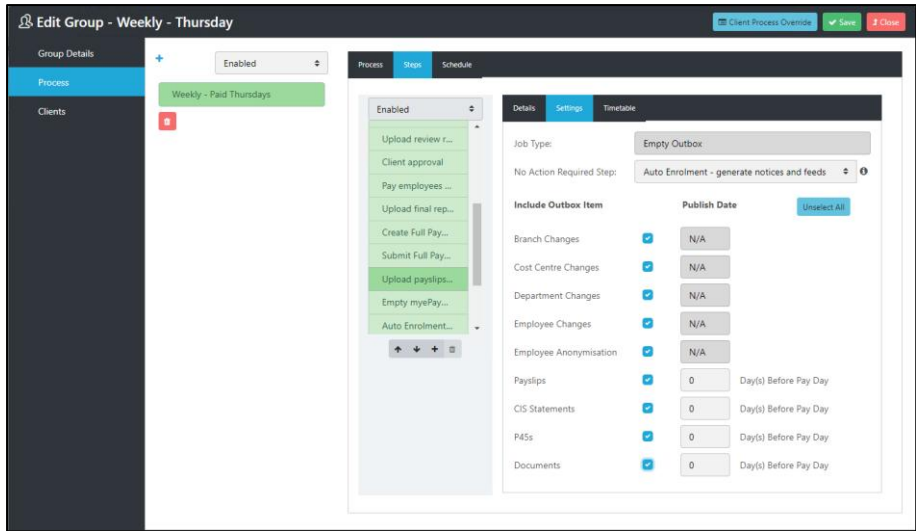 Edit Group - Weekly - Thursday
Client Process Override
Save
Close
Group Details
Process
Clients
Enabled
Weekly - Paid Thursdays
Process Steps Schedule
Enabled
Upload review r...
Client approval
Pay employees ...
Upload final rep...
Create Full Pay...
Submit Full Pay...
Upload payslips...
Empty myePay...
Auto Enrolment...
Details Settings Timetable
Job Type: Empty Outbox
No Action Required Step: Auto Enrolment - generate notices and feeds
Include Outbox Item Publish Date Unselect All
Branch Changes N/A
Cost Centre Changes N/A
Department Changes N/A
Employee Changes N/A
Employee Anonymisation N/A
Payslips 0 Day(s) Before Pay Day
CIS Statements 0 Day(s) Before Pay Day
P45s 0 Day(s) Before Pay Day
Documents 0 Day(s) Before Pay Day